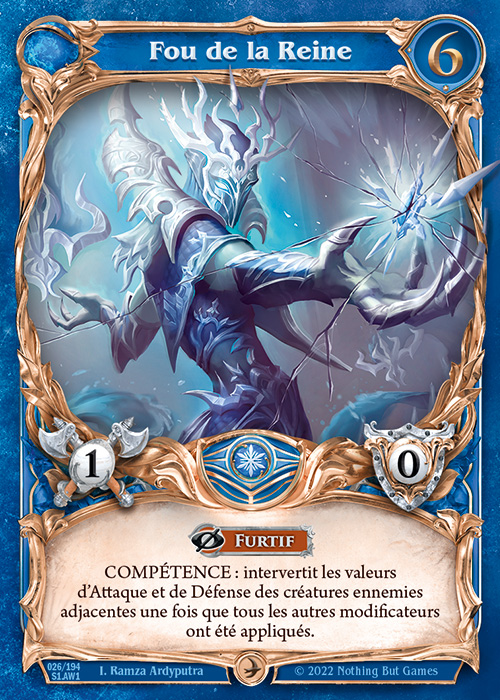 Fou de la Reine
6
1
0
FURTIF
COMPÉTENCE : intervertit les valeurs
d'Attaque et de Défense des créatures ennemies
adjacentes une fois que tous les autres modificateurs
ont été appliqués.
026/194
S1.AW1
I. Ramza Ardyputra
© 2022 Nothing But Games